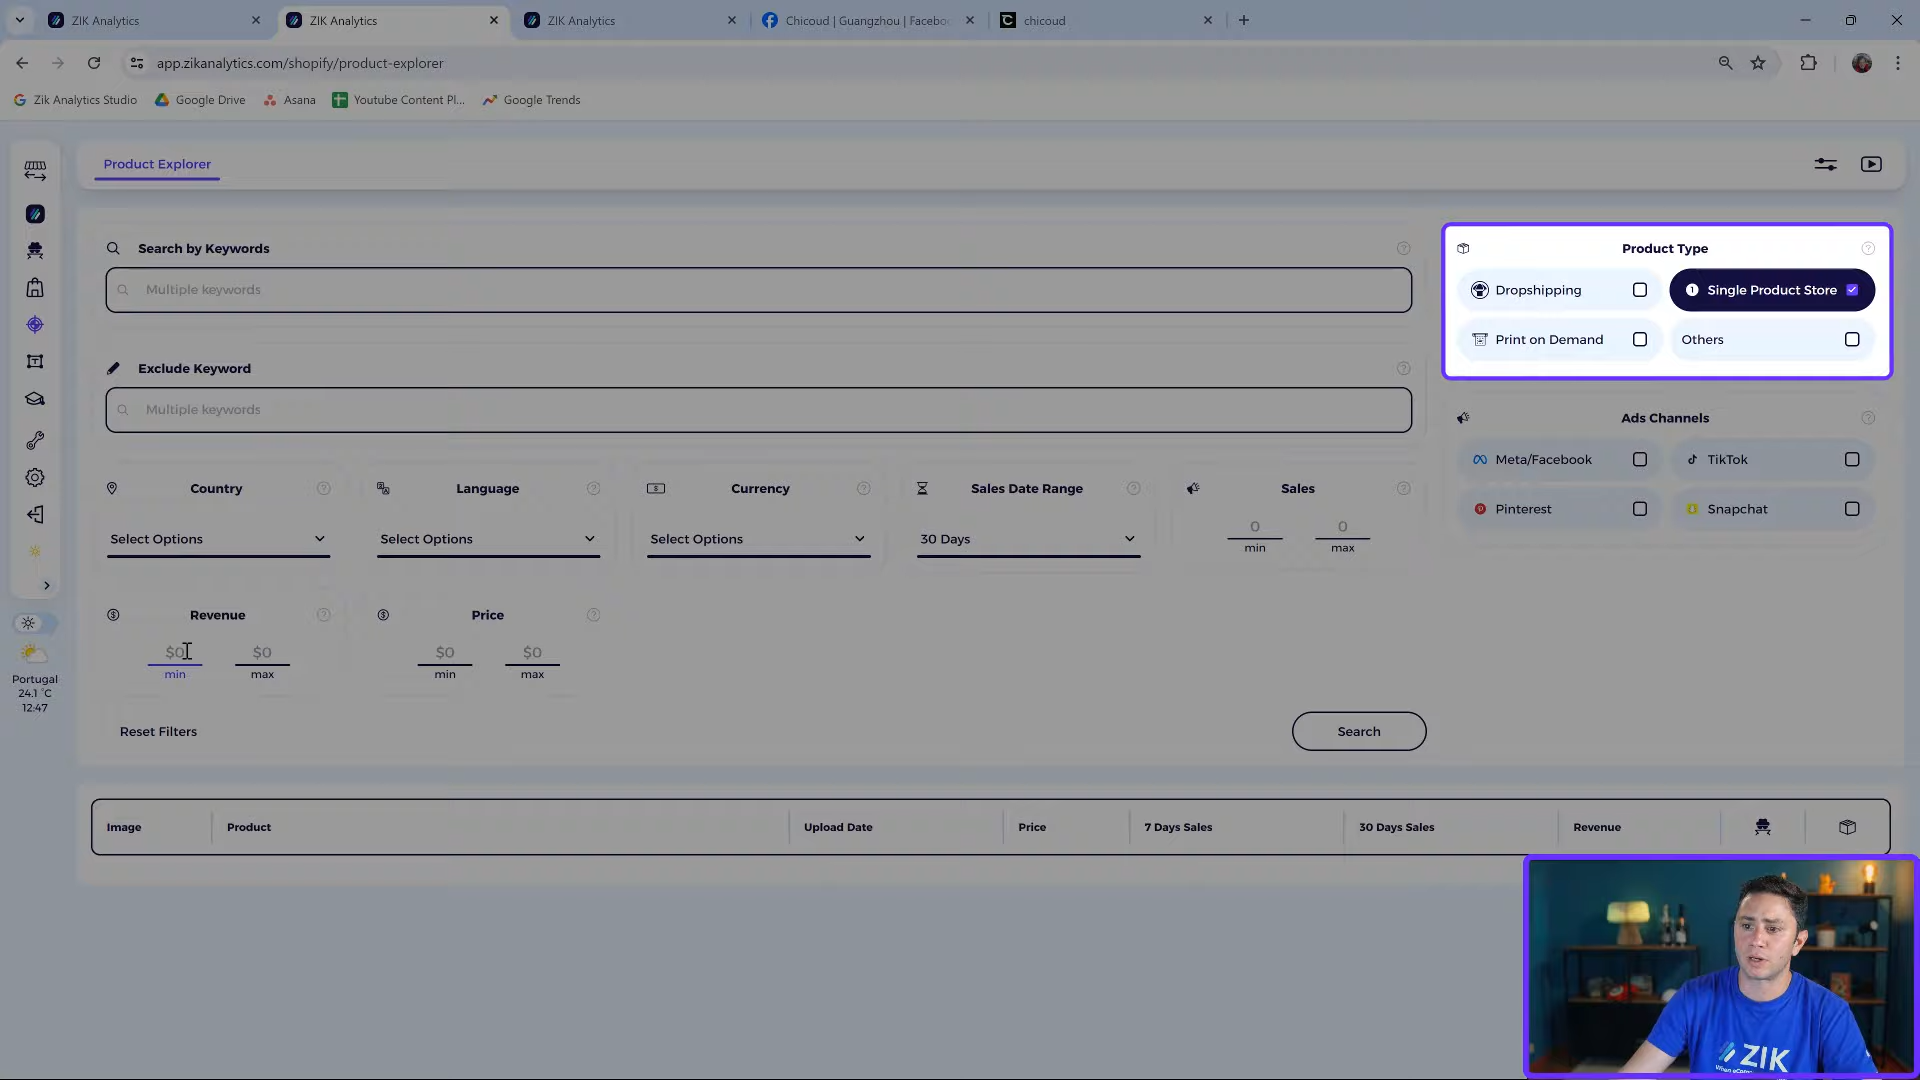 ZIK Analytics
ZIK Analytics
ZIK Analytics
Chicoud | Guangzhou | Facebo
chicoud
app.zikanalytics.com/shopify/product-explorer
Zik Analytics Studio
Google Drive
Asana
Youtube Content Pl...
Google Trends
Product Explorer
Search by Keywords
Multiple keywords
Exclude Keyword
Multiple keywords
Product Type
Dropshipping
1 Single Product Store
Print on Demand
Others
Ads Channels
Meta/Facebook
TikTok
Pinterest
Snapchat
Country
Language
Currency
Sales Date Range
Sales
Select Options
Select Options
Select Options
30 Days
0
0
min
max
Revenue
Price
$0
$0
$0
$0
min
max
min
max
Portugal
24.1 °C
12:47
Reset Filters
Search
Image
Product
Upload Date
Price
7 Days Sales
30 Days Sales
Revenue
ZIK